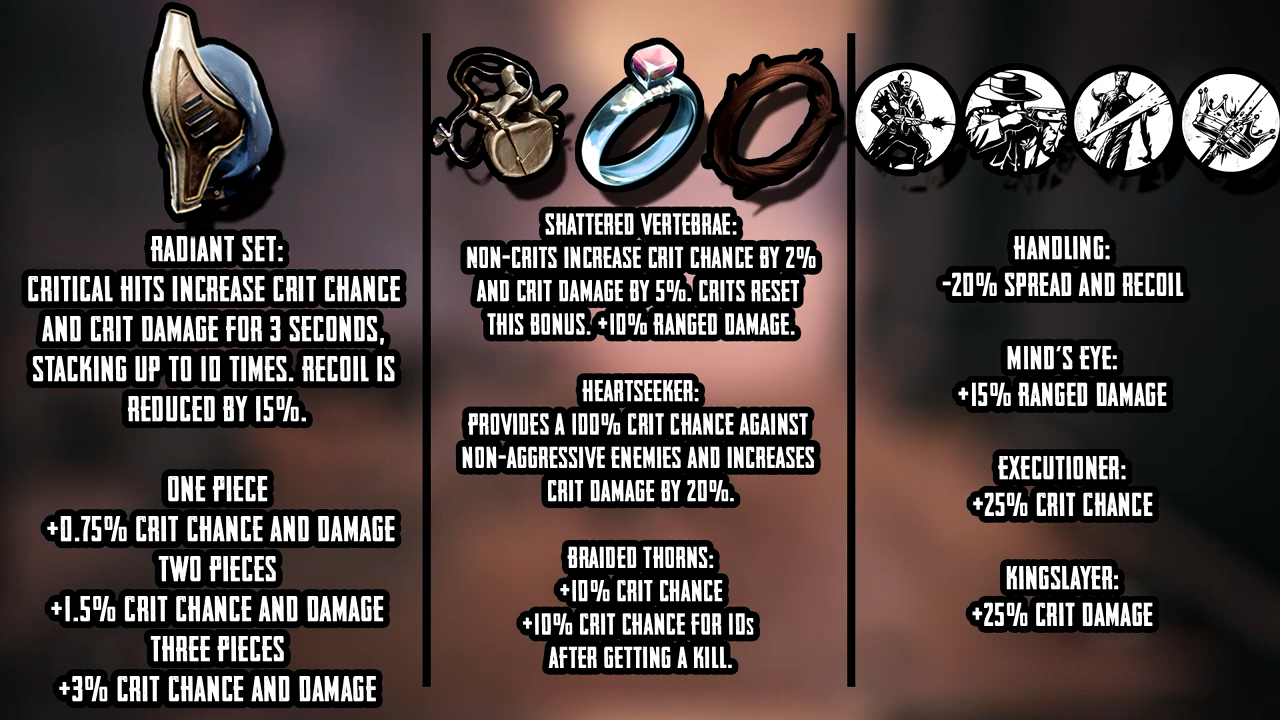 RADIANT SET:
CRITICAL HITS INCREASE CRIT CHANCE
AND CRIT DAMAGE FOR 3 SECONDS,
STACKING UP TO 10 TIMES. RECOIL IS
REDUCED BY 15%.
ONE PIECE
+0.75% CRIT CHANCE AND DAMAGE
TWO PIECES
+1.5% CRIT CHANCE AND DAMAGE
THREE PIECES
+3% CRIT CHANCE AND DAMAGE
SHATTERED VERTEBRAE:
NON-CRITS INCREASE CRIT CHANCE BY 2%
AND CRIT DAMAGE BY 5%. CRITS RESET
THIS BONUS. +10% RANGED DAMAGE.
HEARTSEEKER:
PROVIDES A 100% CRIT CHANCE AGAINST
NON-AGGRESSIVE ENEMIES AND INCREASES
CRIT DAMAGE BY 20%.
BRAIDED THORNS:
+10% CRIT CHANCE
+10% CRIT CHANCE FOR 10s
AFTER GETTING A KILL.
HANDLING:
-20% SPREAD AND RECOIL
MIND'S EYE:
+15% RANGED DAMAGE
EXECUTIONER:
+25% CRIT CHANCE
KINGSLAYER:
+25% CRIT DAMAGE